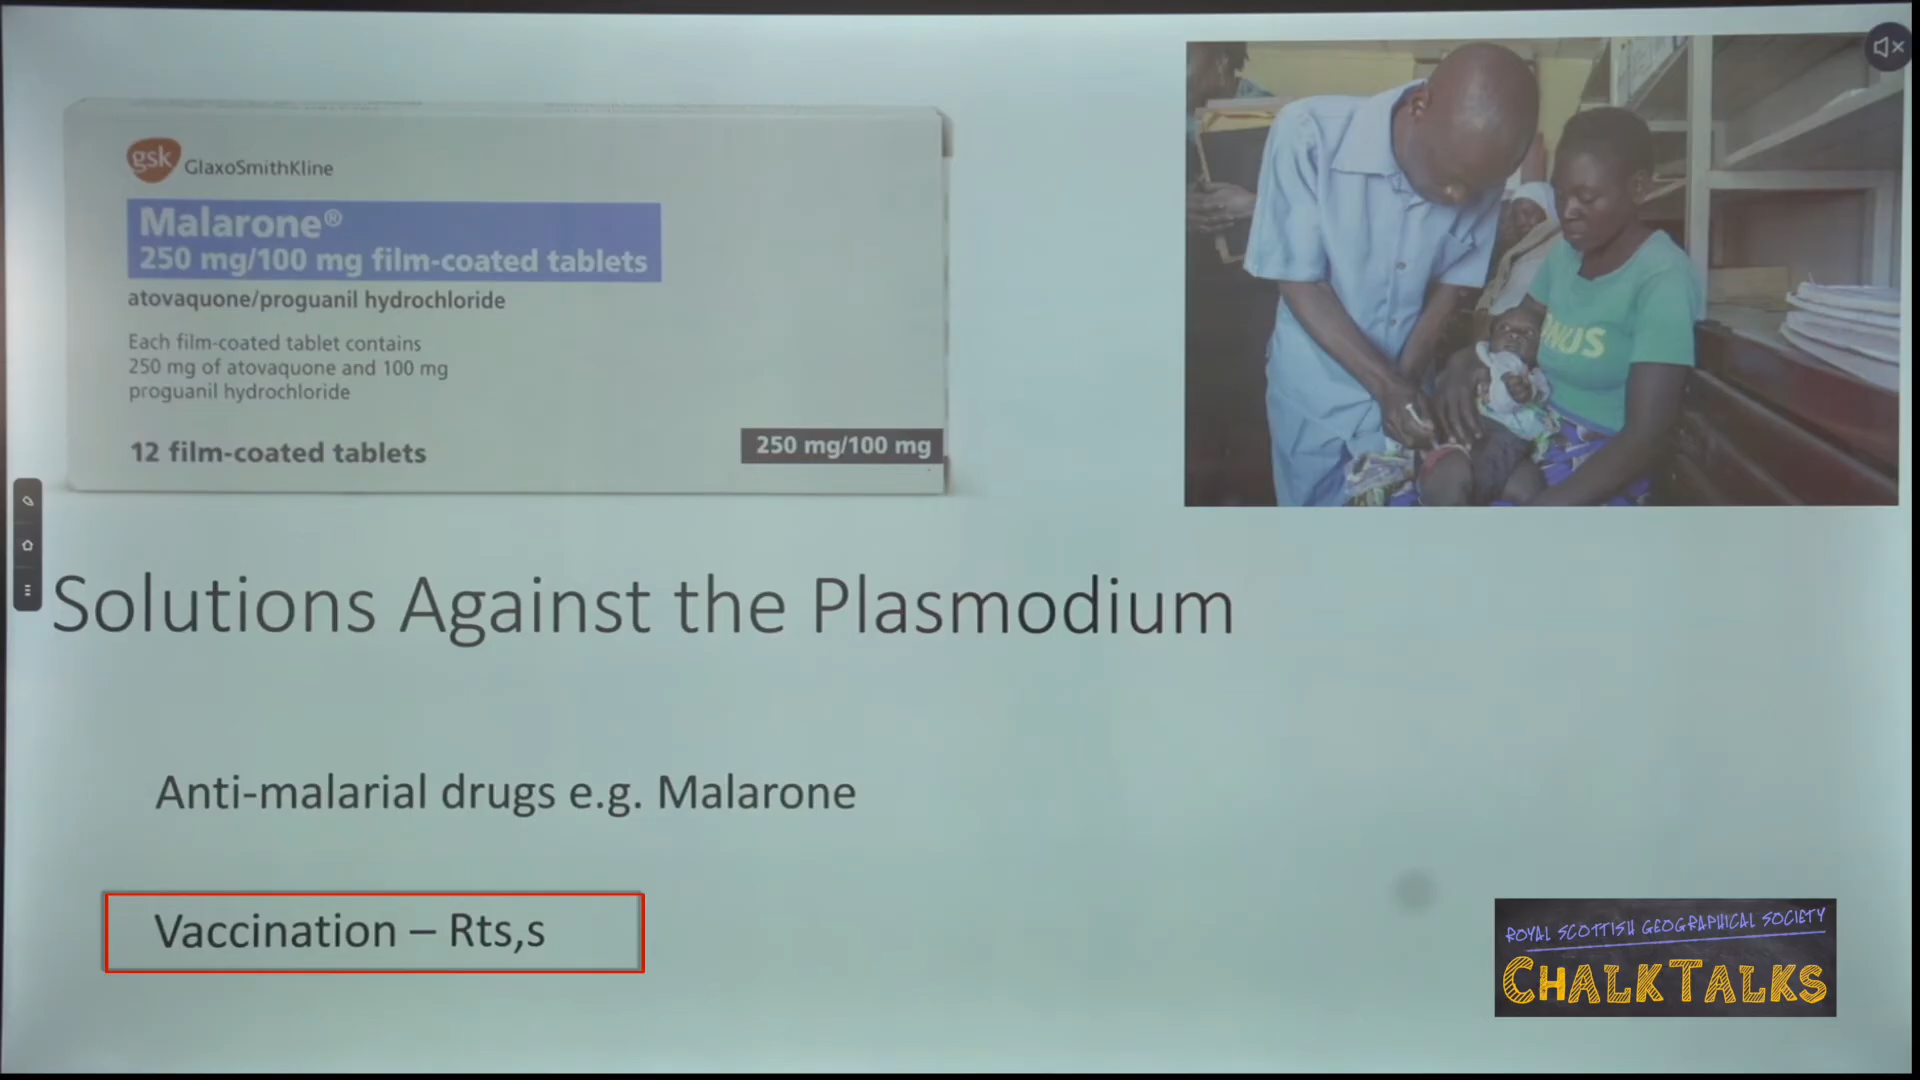 gsk GlaxoSmithKline
Malarone®
250 mg/100 mg film-coated tablets
atovaquone/proguanil hydrochloride
Each film-coated tablet contains
250 mg of atovaquone and 100 mg
proguanil hydrochloride
12 film-coated tablets
250 mg/100 mg
NUS
Solutions Against the Plasmodium
Anti-malarial drugs e.g. Malarone
Vaccination – Rts,s
ROYAL SCOTTISH GEOGRAPHICAL SOCIETY
CHALKTALKS